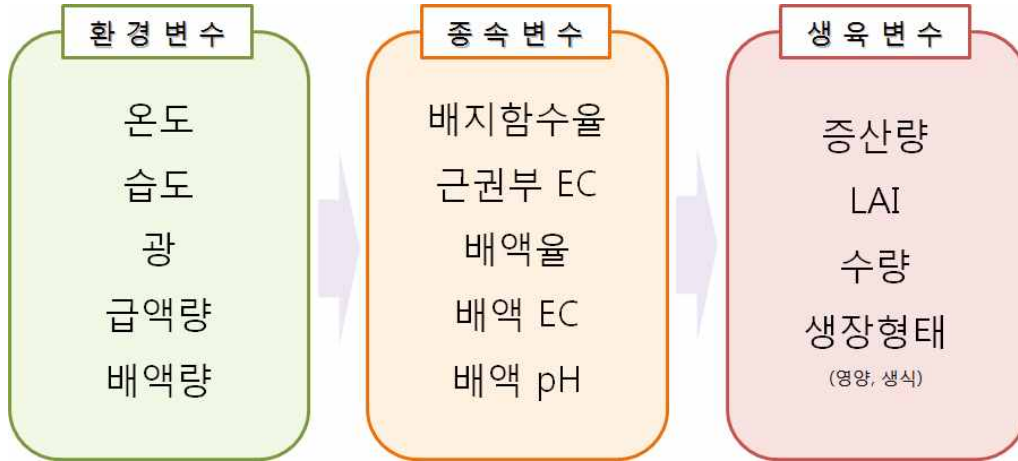 환경변수
온도
습도
광
급액량
배액량
종속변수
배지함수율
근권부 EC
배액율
배액 EC
배액 pH
생육변수
증산량
LAI
수량
생장형태
(영양, 생식)